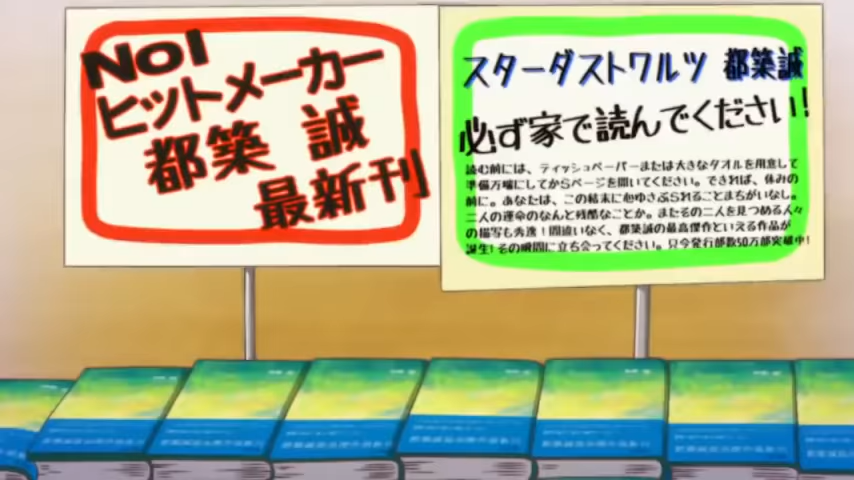 No1
ヒットメーカー
都築 誠
最新刊
スターダストワルツ 都築誠
必ず家で読んでください!
読む前には、ティッシュペーパーまたは大きなタオルを用意して
準備万端にしてからページを開いてください。できれば、休みの
前に。あなたは、この結末に心ゆさぶられることまちがいなし。
二人の運命のなんと残酷なことか。またその二人を見つめる人々
の描写も秀逸!間違いなく、都築誠の最高傑作といえる作品が
誕生!その瞬間に立ち会ってください。只今発行部数50万部突破中!